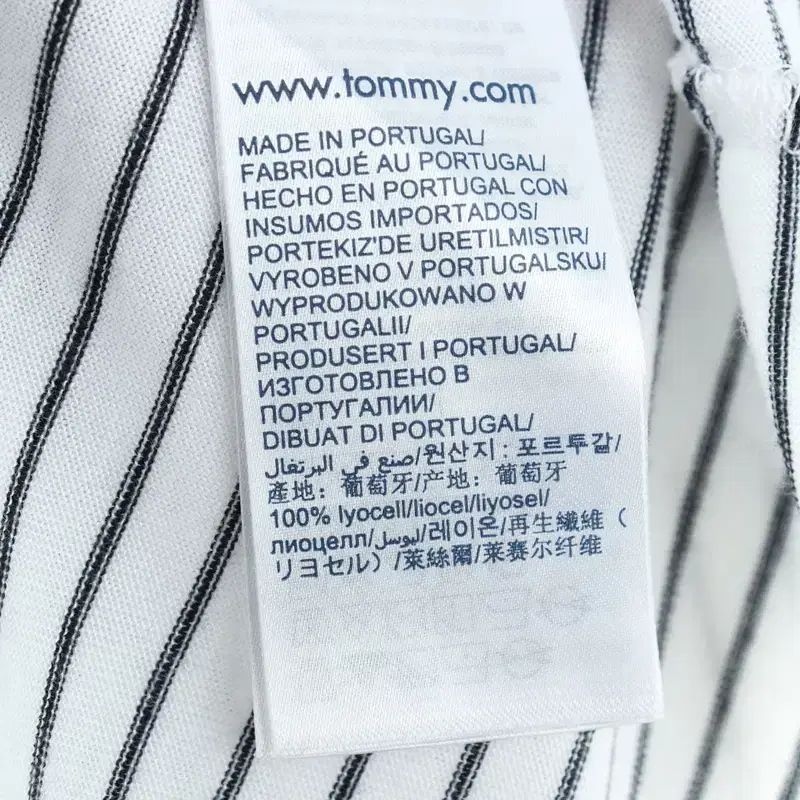 www.tommy.com
MADE IN PORTUGAL/
FABRIQUÉ AU PORTUGAL/
HECHO EN PORTUGAL CON
INSUMOS IMPORTADOS/
PORTEKIZ'DE URETILMISTIR/
VYROBENO V PORTUGALSKU/
WYPRODUKOWANO W
PORTUGALII/
PRODUSERT I PORTUGAL/
ИЗГОТОВЛЕНО В
ПОРТУГАЛИИ/
DIBUAT DI PORTUGAL/
صنع في البرتغال/원산지 : 포르투갈/
產地：葡萄牙/产地：葡萄牙
100% lyocell/liocel/liyosel/
лиоцелл/ليوسل/레이온/再生繊維（
リヨセル）/萊絲爾/莱赛尔纤维